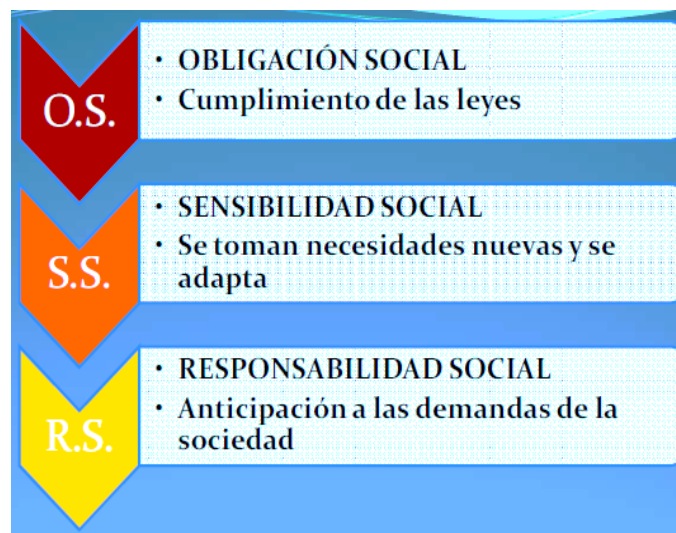 O.S.
• OBLIGACIÓN SOCIAL
• Cumplimiento de las leyes
S.S.
• SENSIBILIDAD SOCIAL
• Se toman necesidades nuevas y se
adapta
R.S.
• RESPONSABILIDAD SOCIAL
• Anticipación a las demandas de la
sociedad